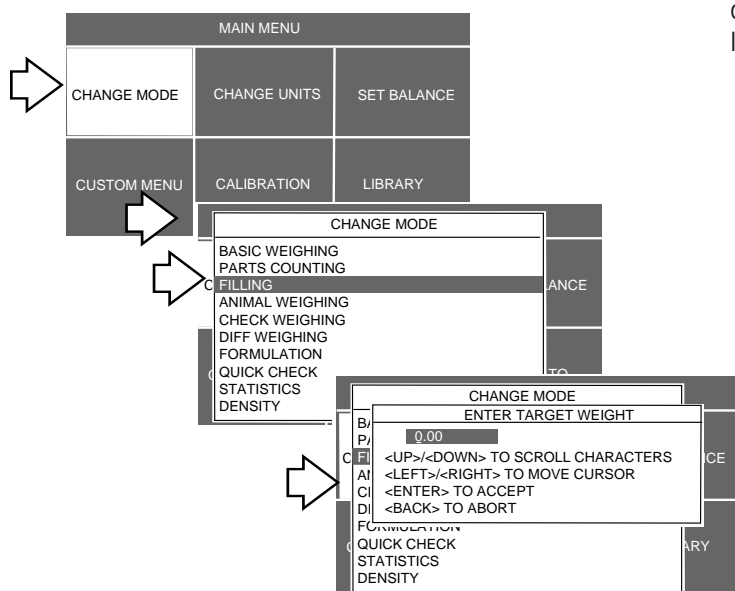 MAIN MENU
CHANGE MODE CHANGE UNITS SET BALANCE
CUSTOM MENU CALIBRATION LIBRARY
CHANGE MODE
BASIC WEIGHING
PARTS COUNTING
FILLING
ANIMAL WEIGHING
CHECK WEIGHING
DIFF WEIGHING
FORMULATION
QUICK CHECK
STATISTICS
DENSITY
CHANGE MODE
ENTER TARGET WEIGHT
0.00
<UP>/<DOWN> TO SCROLL CHARACTERS
<LEFT>/<RIGHT> TO MOVE CURSOR
<ENTER> TO ACCEPT
<BACK> TO ABORT
FORMULATION
QUICK CHECK
STATISTICS
DENSITY